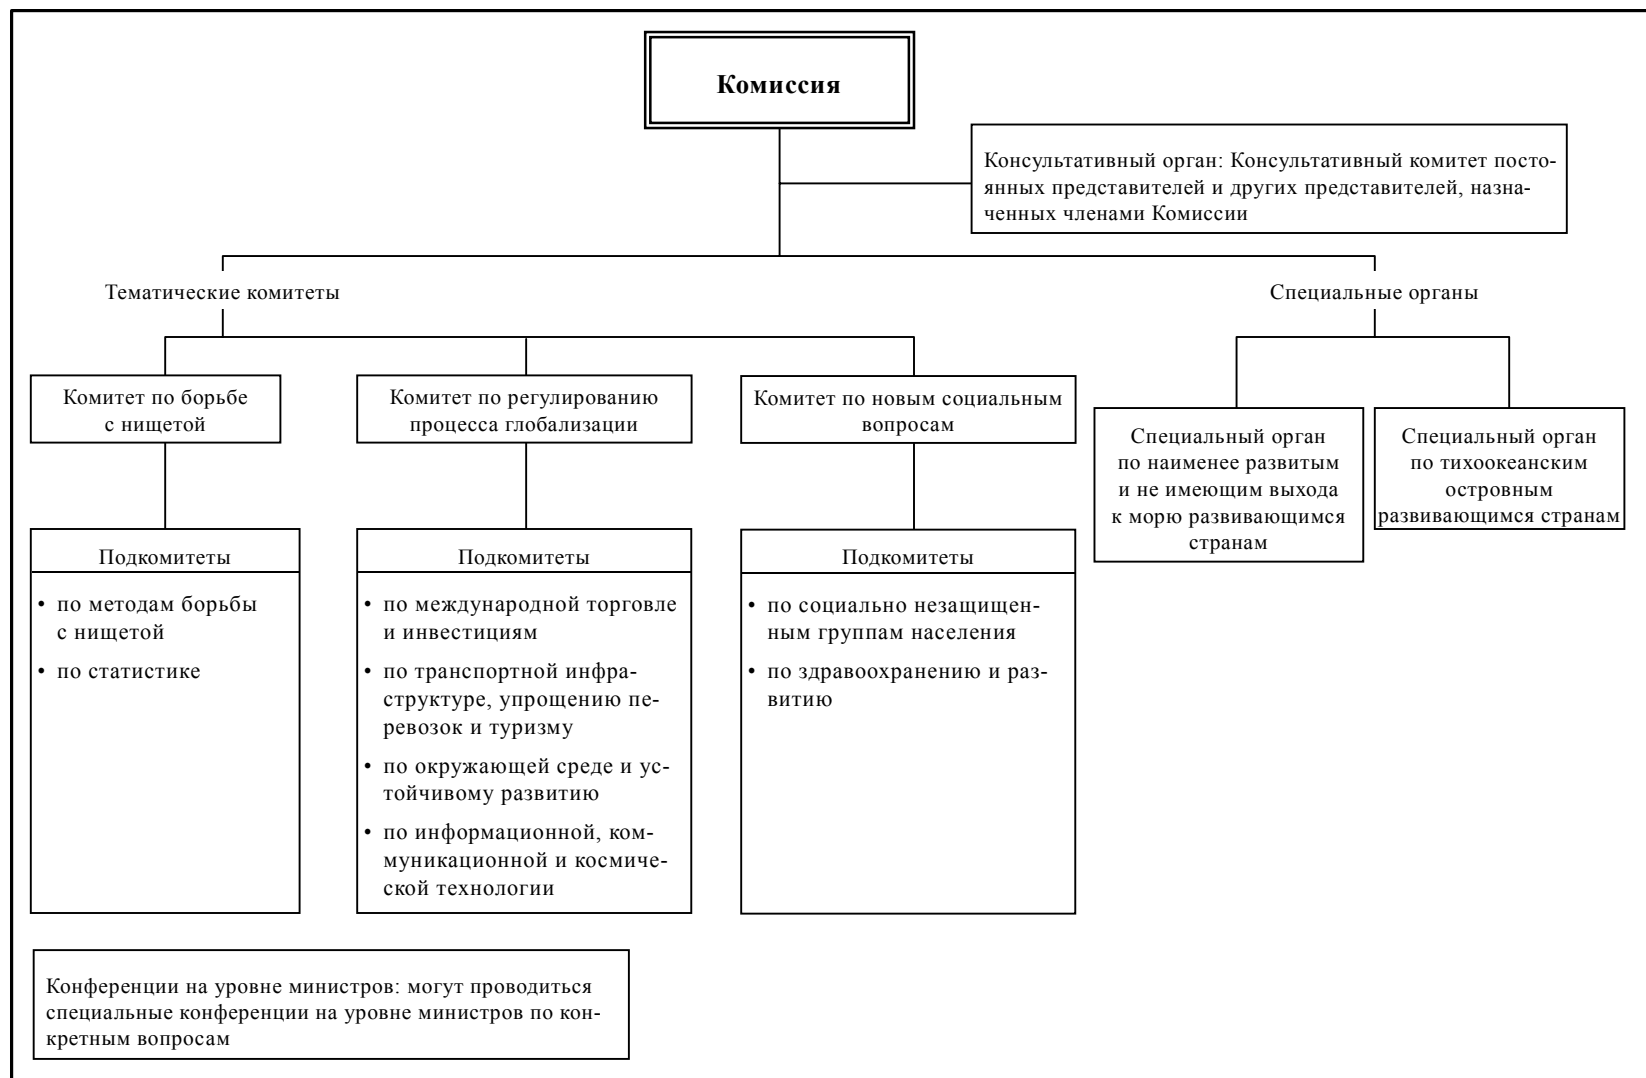 Комиссия
Консультативный орган: Консультативный комитет посто-
янных представителей и других представителей, назна-
ченных членами Комиссии
Тематические комитеты
Специальные органы
Комитет по борьбе
с нищетой
Комитет по регулированию
процесса глобализации
Комитет по новым социальным
вопросам
Специальный орган
по наименее развитым
и не имеющим выхода
к морю развивающимся
странам
Специальный орган
по тихоокеанским
островным
развивающимся странам
Подкомитеты
• по методам борьбы
с нищетой
• по статистике
Подкомитеты
• по международной торговле
и инвестициям
• по транспортной инфра-
структуре, упрощению пе-
ревозок и туризму
• по окружающей среде и ус-
тойчивому развитию
• по информационной, ком-
муникационной и космиче-
ской технологии
Подкомитеты
• по социально незащищен-
ным группам населения
• по здравоохранению и раз-
витию
Конференции на уровне министров: могут проводиться
специальные конференции на уровне министров по кон-
кретным вопросам